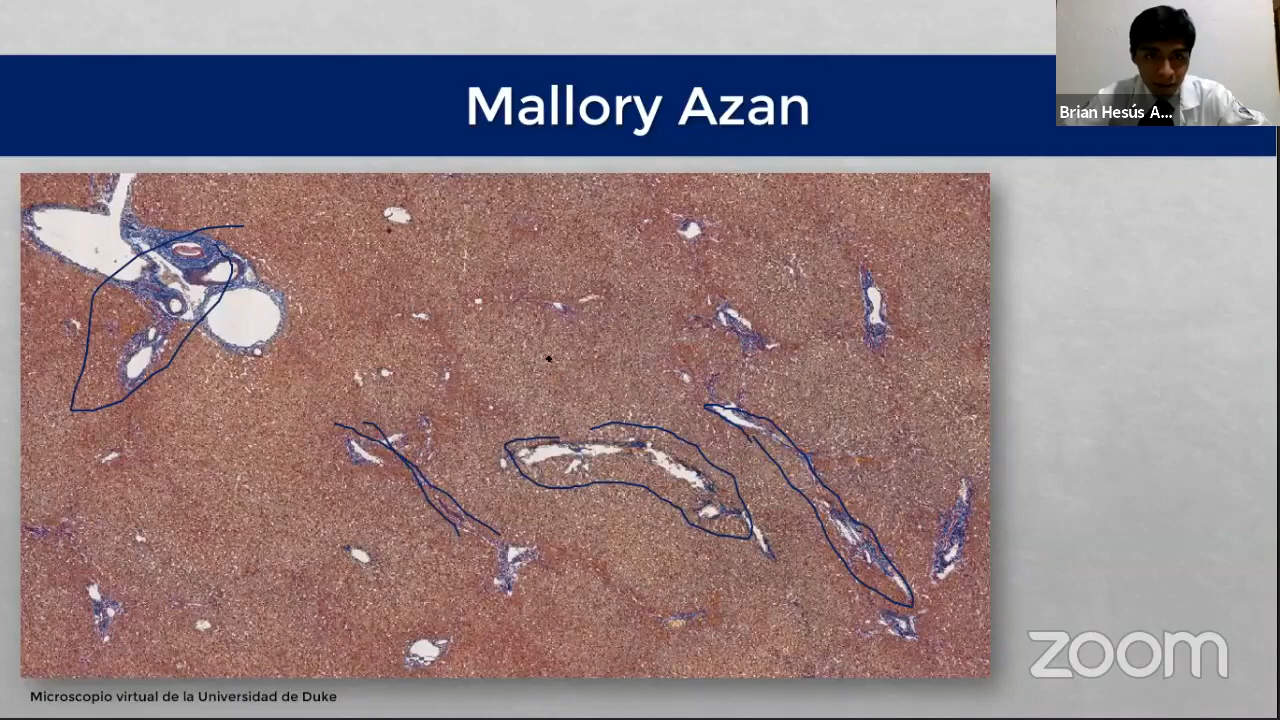 Mallory Azan
Brian Hesús A...
zoom
Microscopio virtual de la Universidad de Duke